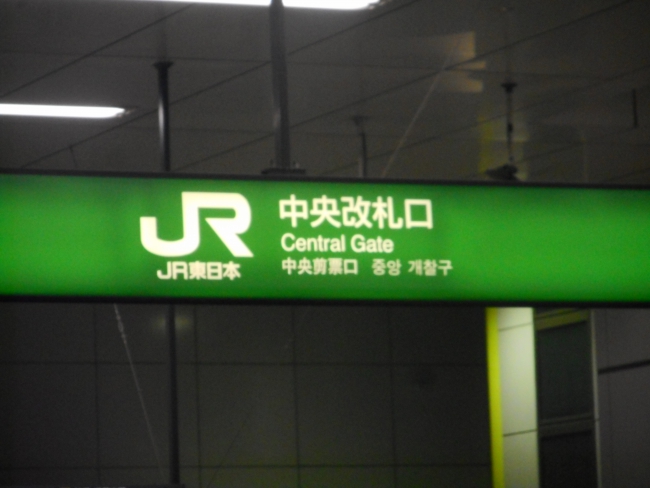 JR
JR東日本
中央改札口
Central Gate
中央剪票口 중앙 개찰구